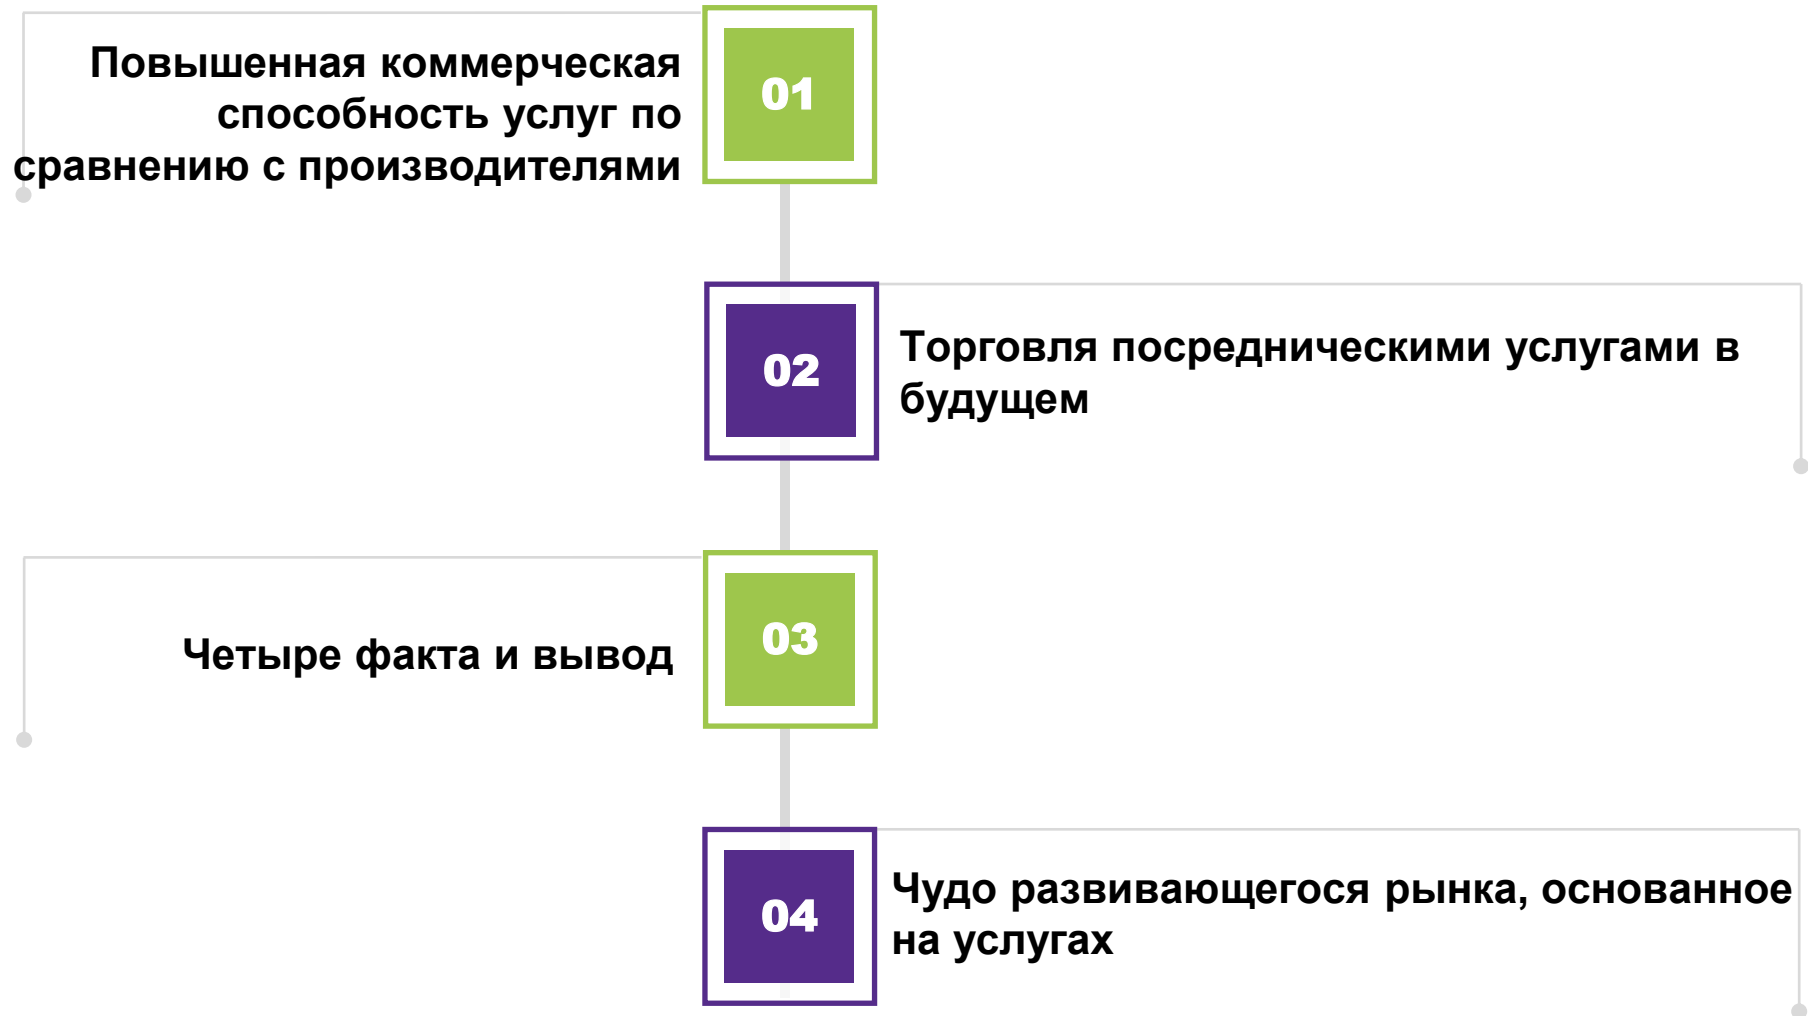 Повышенная коммерческая
способность услуг по
сравнению с производителями
01
02
Торговля посредническими услугами в
будущем
Четыре факта и вывод
03
04
Чудо развивающегося рынка, основанное
на услугах